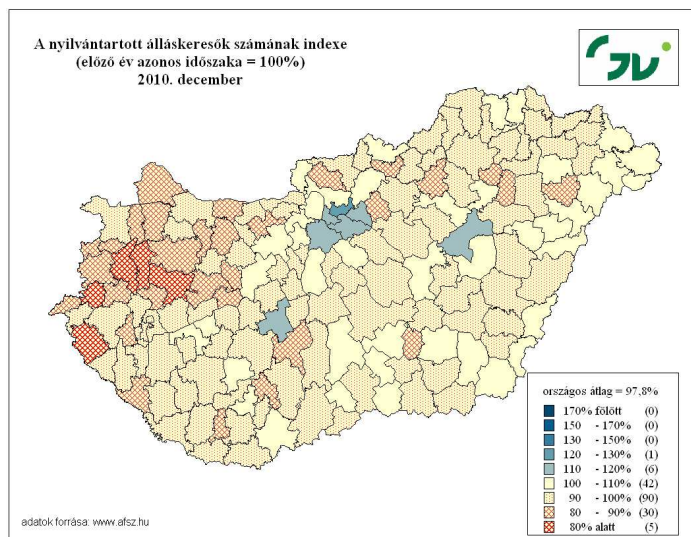 A nyilvántartott álláskeresők számának indexe
(előző év azonos időszaka = 100%)
2010. december
országos átlag = 97,8%
170% fölött (0)
150 - 170% (0)
130 - 150% (0)
120 - 130% (1)
110 - 120% (6)
100 - 110% (42)
90 - 100% (90)
80 - 90% (30)
80% alatt (5)
adatok forrása: www.afsz.hu